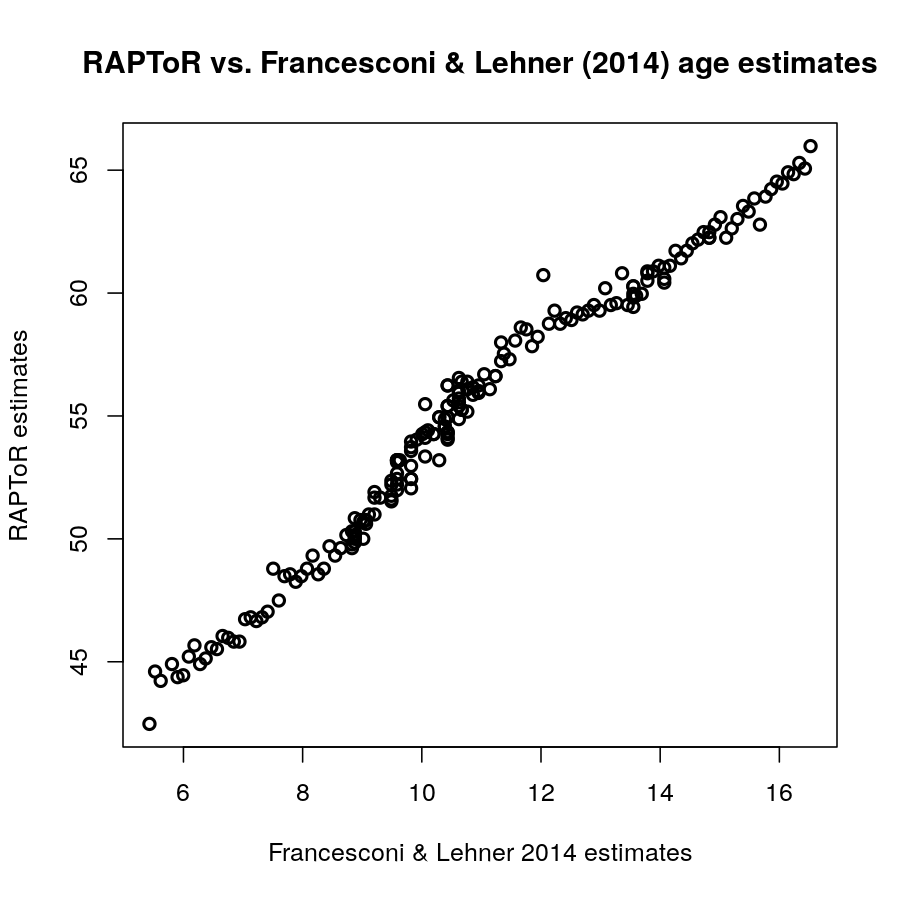 RAPToR vs. Francesconi & Lehner (2014) age estimates
RAPToR estimates
65
60
55
50
45
6 8 10 12 14 16
Francesconi & Lehner 2014 estimates